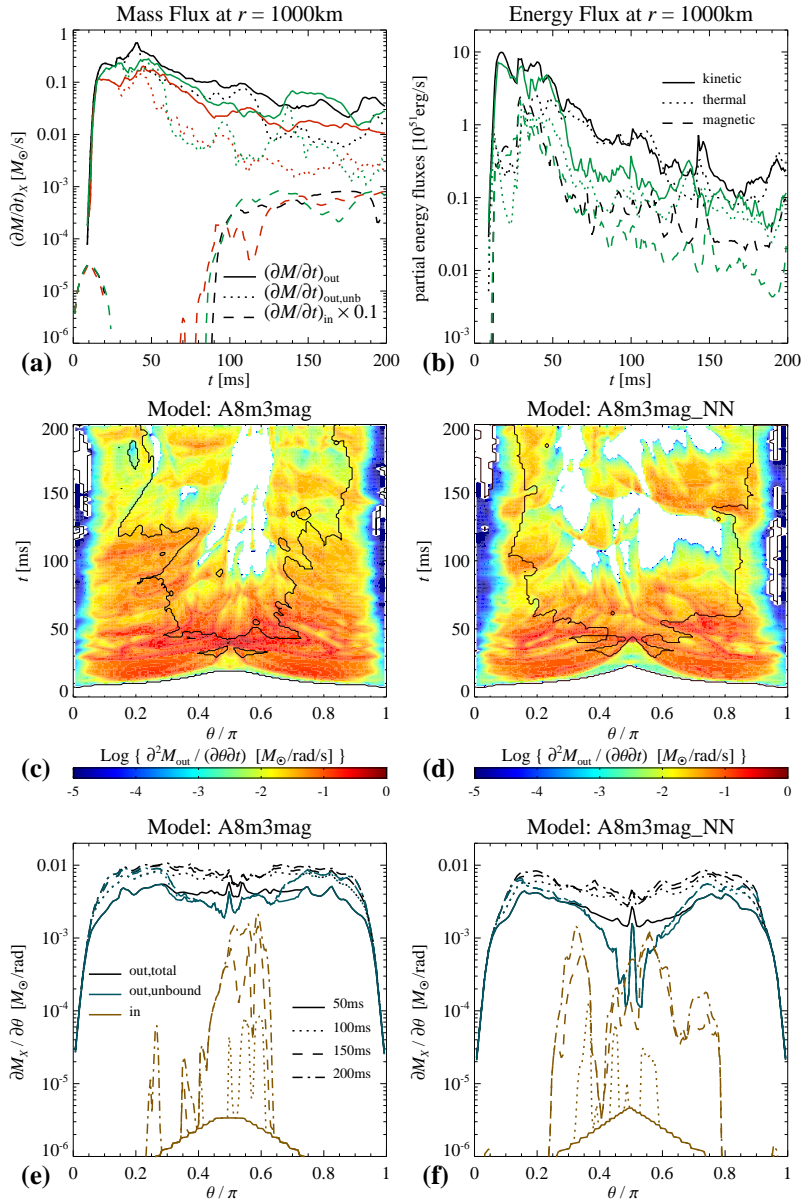 Mass Flux at r = 1000km
Energy Flux at r = 1000km
1
0.1
0.01
10⁻³
10⁻⁴
10⁻⁵
10⁻⁶
(∂M/∂t)_X [M_⊙/s]
(∂M/∂t)_out
(∂M/∂t)_out,unb
(∂M/∂t)_in × 0.1
0 50 100 150 200
t [ms]
(a)
10
1
0.1
0.01
10⁻³
partial energy fluxes [10⁵¹erg/s]
kinetic
thermal
magnetic
0 50 100 150 200
t [ms]
(b)
Model: A8m3mag
Model: A8m3mag_NN
200
150
100
50
0
t [ms]
0 0.2 0.4 0.6 0.8 1
θ / π
(c)
Log { ∂²M_out / (∂θ∂t) [M_⊙/rad/s] }
-5 -4 -3 -2 -1 0
200
150
100
50
0
t [ms]
0 0.2 0.4 0.6 0.8 1
θ / π
(d)
Log { ∂²M_out / (∂θ∂t) [M_⊙/rad/s] }
-5 -4 -3 -2 -1 0
Model: A8m3mag
Model: A8m3mag_NN
0.01
10⁻³
10⁻⁴
10⁻⁵
10⁻⁶
∂M_X / ∂θ [M_⊙/rad]
out,total
out,unbound
in
50ms
100ms
150ms
200ms
0 0.2 0.4 0.6 0.8 1
θ / π
(e)
0.01
10⁻³
10⁻⁴
10⁻⁵
10⁻⁶
∂M_X / ∂θ [M_⊙/rad]
0 0.2 0.4 0.6 0.8 1
θ / π
(f)